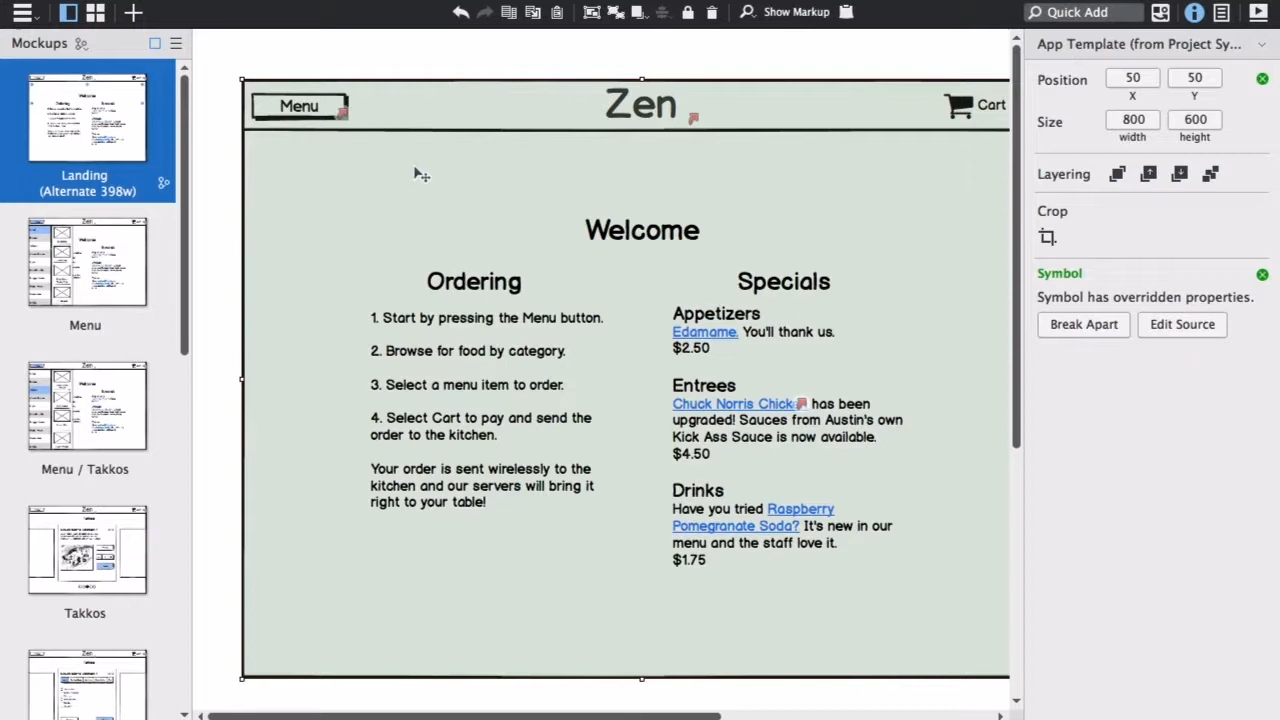 Show Markup
Quick Add
Mockups
App Template (from Project Sy...
Landing
(Alternate 398w)
Menu
Menu / Takkos
Takkos
Menu
Zen
Cart
Welcome
Ordering
1. Start by pressing the Menu button.
2. Browse for food by category.
3. Select a menu item to order.
4. Select Cart to pay and send the
order to the kitchen.
Your order is sent wirelessly to the
kitchen and our servers will bring it
right to your table!
Specials
Appetizers
Edamame. You'll thank us.
$2.50
Entrees
Chuck Norris Chick has been
upgraded! Sauces from Austin's own
Kick Ass Sauce is now available.
$4.50
Drinks
Have you tried Raspberry
Pomegranate Soda? It's new in our
menu and the staff love it.
$1.75
Position 50 50
X Y
Size 800 600
width height
Layering
Crop
Symbol
Symbol has overridden properties.
Break Apart Edit Source